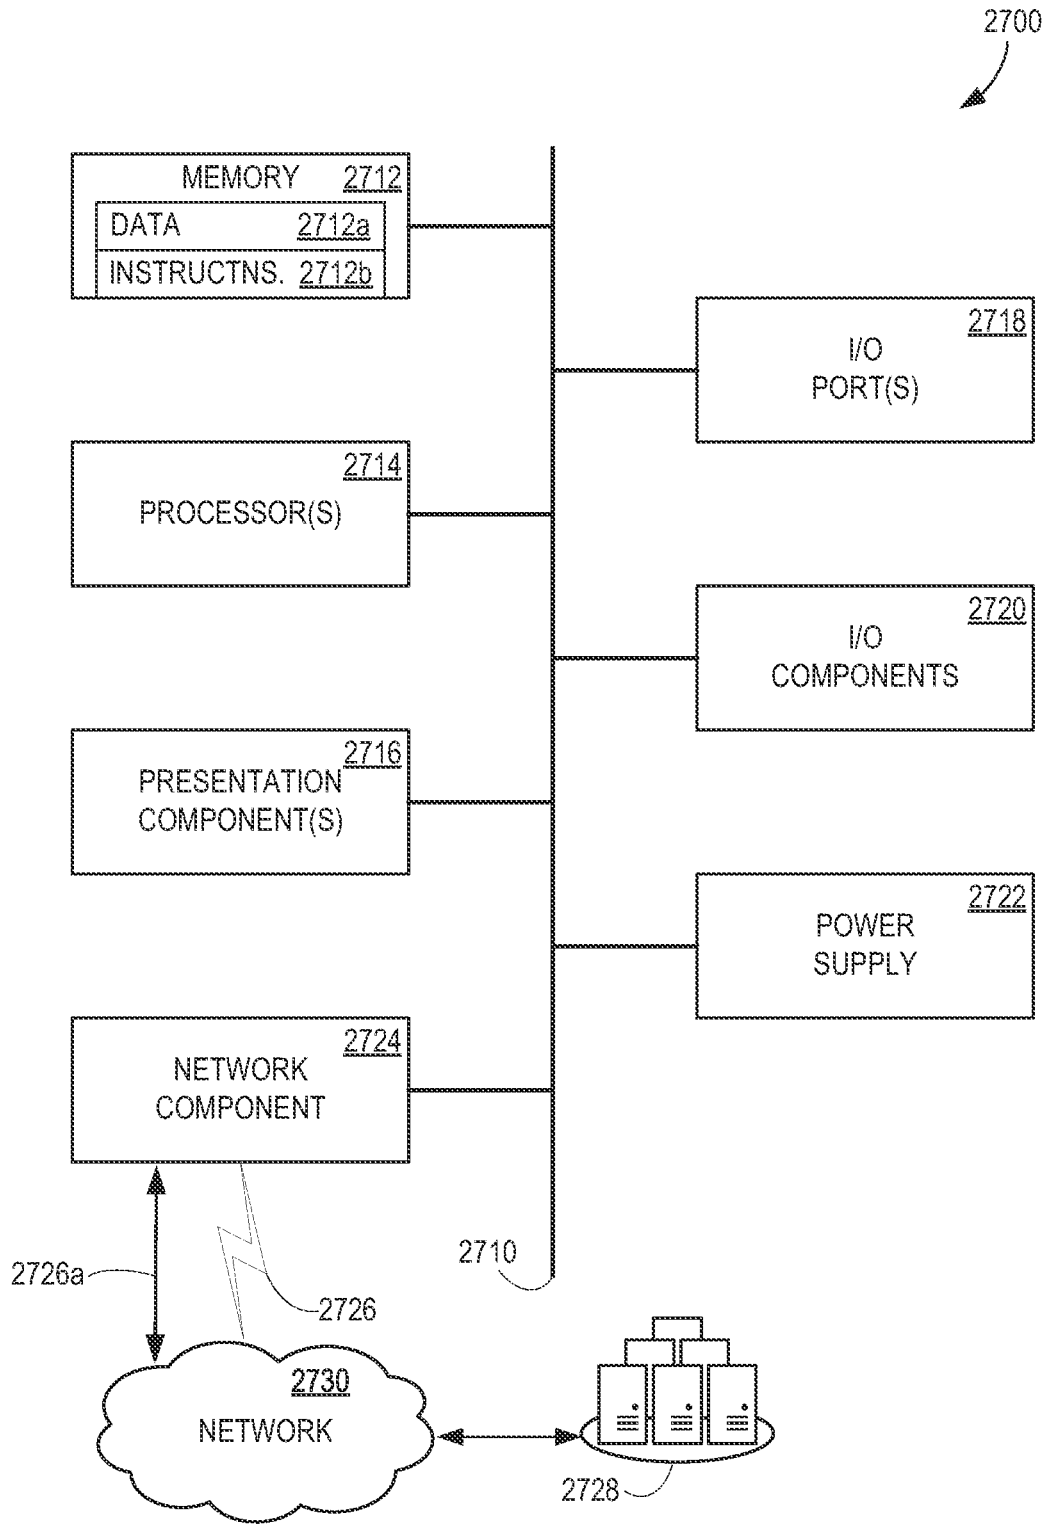 2700
MEMORY 2712
DATA 2712a
INSTRUCTNS. 2712b
2718
I/O
PORT(S)
2714
PROCESSOR(S)
2720
I/O
COMPONENTS
2716
PRESENTATION
COMPONENT(S)
2722
POWER
SUPPLY
2724
NETWORK
COMPONENT
2710
2726a
2726
2730
NETWORK
2728